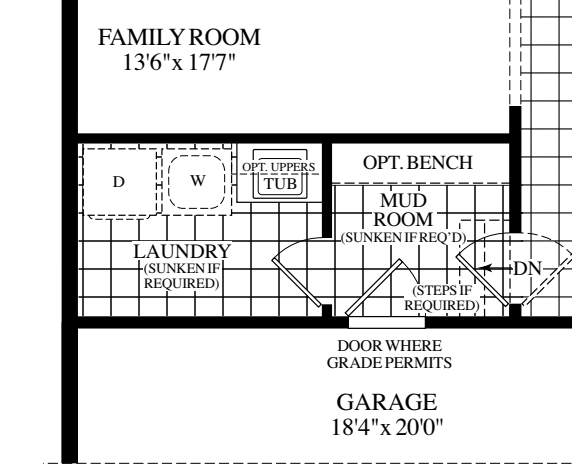 FAMILY ROOM
13'6"x 17'7"
D
W
OPT. UPPERS
TUB
OPT. BENCH
MUD
ROOM
(SUNKEN IF REQ'D)
LAUNDRY
(SUNKEN IF
REQUIRED)
DN
(STEPS IF
REQUIRED)
DOOR WHERE
GRADE PERMITS
GARAGE
18'4"x 20'0"